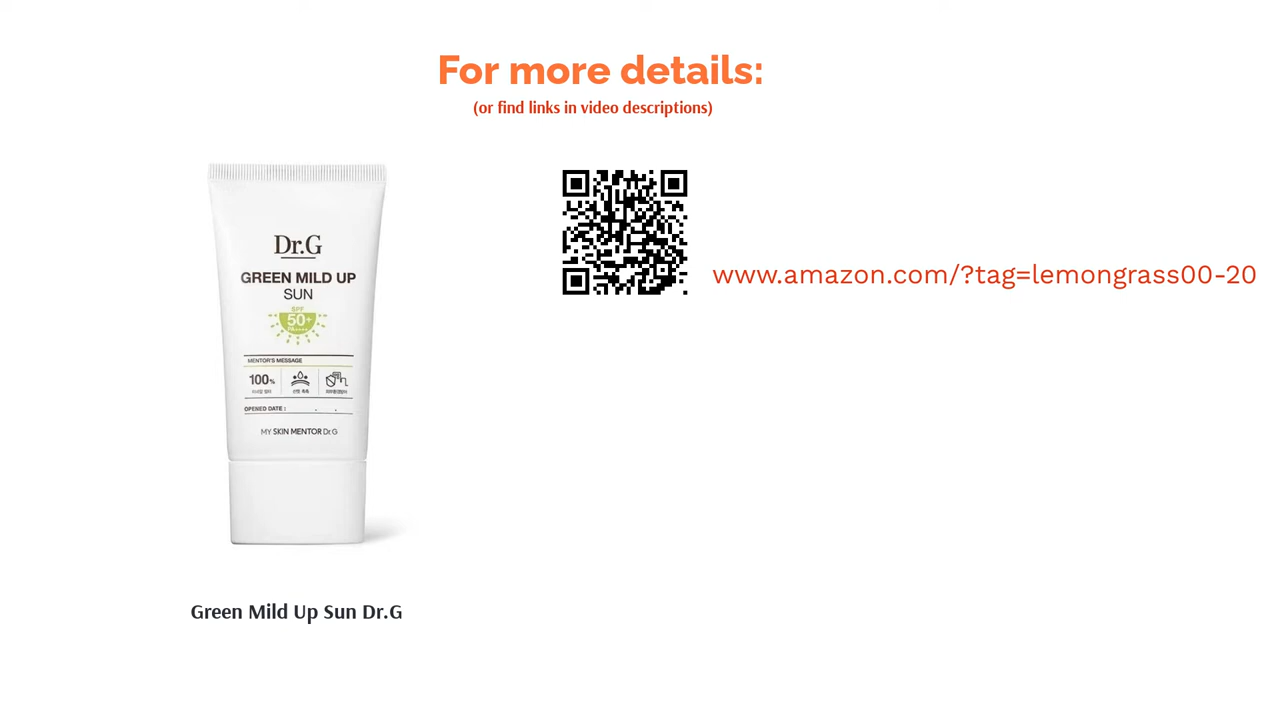 For more details:
(or find links in video descriptions)
Dr.G
GREEN MILD UP
SUN
SPF
50+
PA++++
www.amazon.com/?tag=lemongrass00-20
MENTOR'S MESSAGE
100%
OPENED DATE : . .
MY SKIN MENTOR Dr.G
Green Mild Up Sun Dr.G